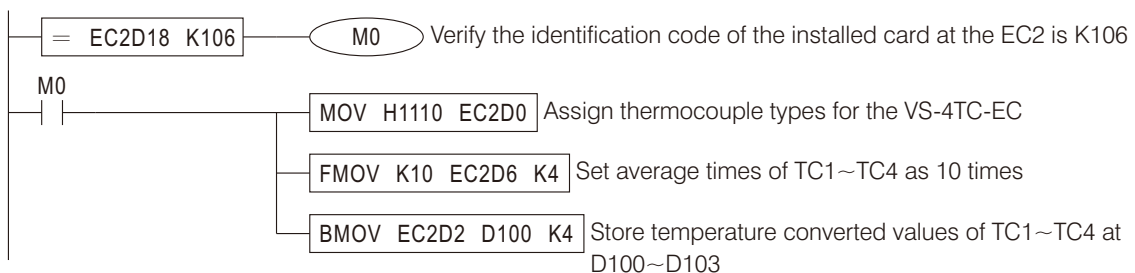 = EC2D18 K106 M0 Verify the identification code of the installed card at the EC2 is K106
M0
MOV H1110 EC2D0 Assign thermocouple types for the VS-4TC-EC
FMOV K10 EC2D6 K4 Set average times of TC1~TC4 as 10 times
BMOV EC2D2 D100 K4 Store temperature converted values of TC1~TC4 at
D100~D103